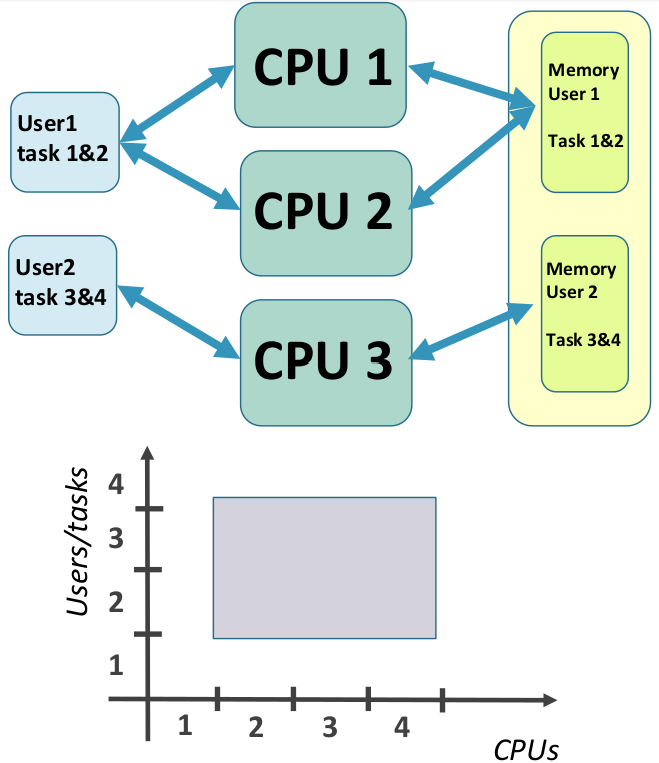 CPU 1
User1
task 1&2
Memory
User 1
Task 1&2
CPU 2
User2
task 3&4
Memory
User 2
Task 3&4
CPU 3
Users/tasks
4
3
2
1
1 2 3 4
CPUs